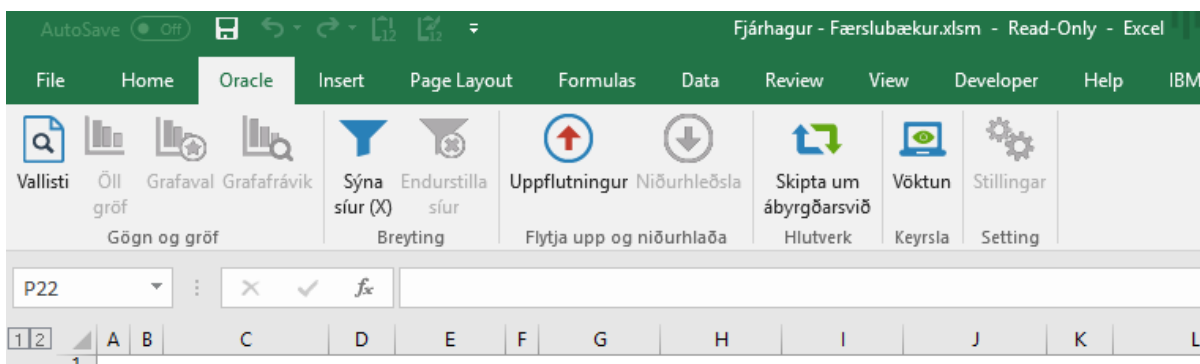 AutoSave Off 12 12 Fjárhagur - Færslubækur.xlsm - Read-Only - Excel
File Home Oracle Insert Page Layout Formulas Data Review View Developer Help IBM
Vallisti Öll Grafaval Grafafrávik Sýna Endurstilla Uppflutningur Niðurhleðsla Skipta um Vöktun Stillingar
gröf síur (X) síur ábyrgðarsvið
Gögn og gröf Breyting Flytja upp og niðurhlaða Hlutverk Keyrsla Setting
P22 fx
1 2 A B C D E F G H I J K L
1